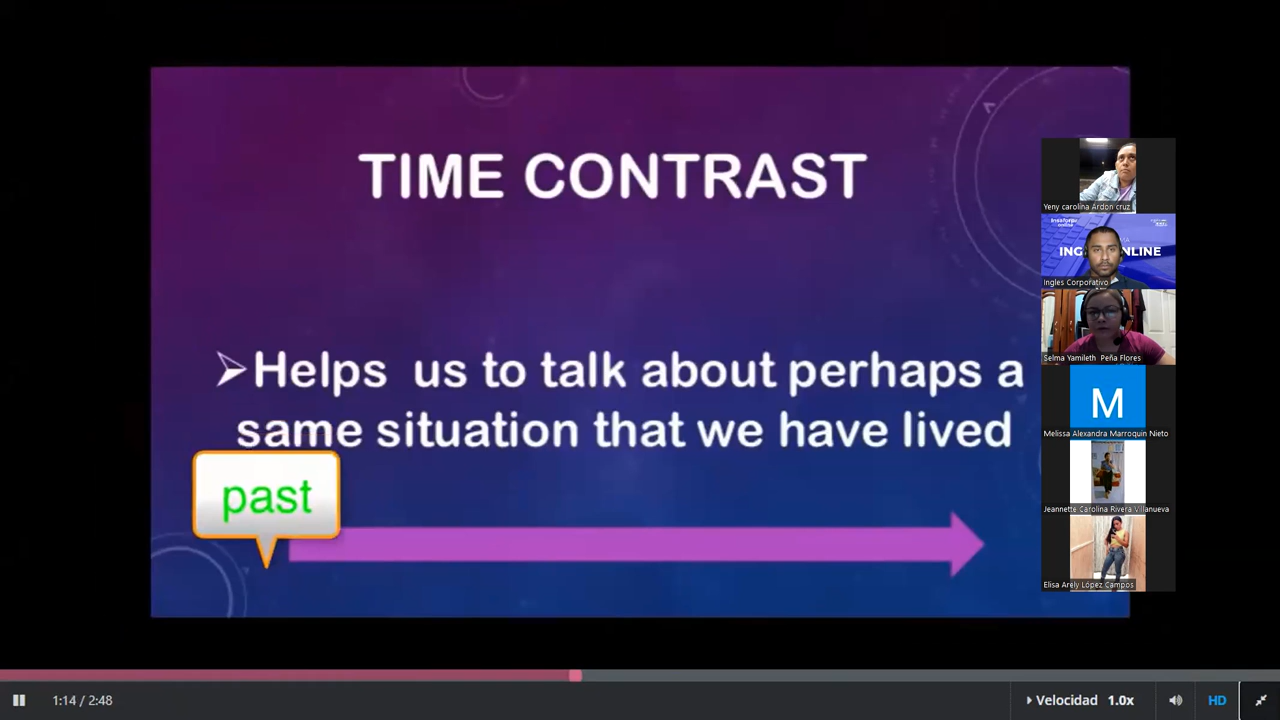 TIME CONTRAST
Helps us to talk about perhaps a
same situation that we have lived
past
Yeny carolina Ardon cruz
INGL
NLINE
Ingles Corporativo
Selma Yamileth Peña Flores
M
Melissa Alexandra Marroquin Nieto
Jeannette Carolina Rivera Villanueva
Elisa Arely López Campos
1:14 / 2:48
Velocidad 1.0x
HD